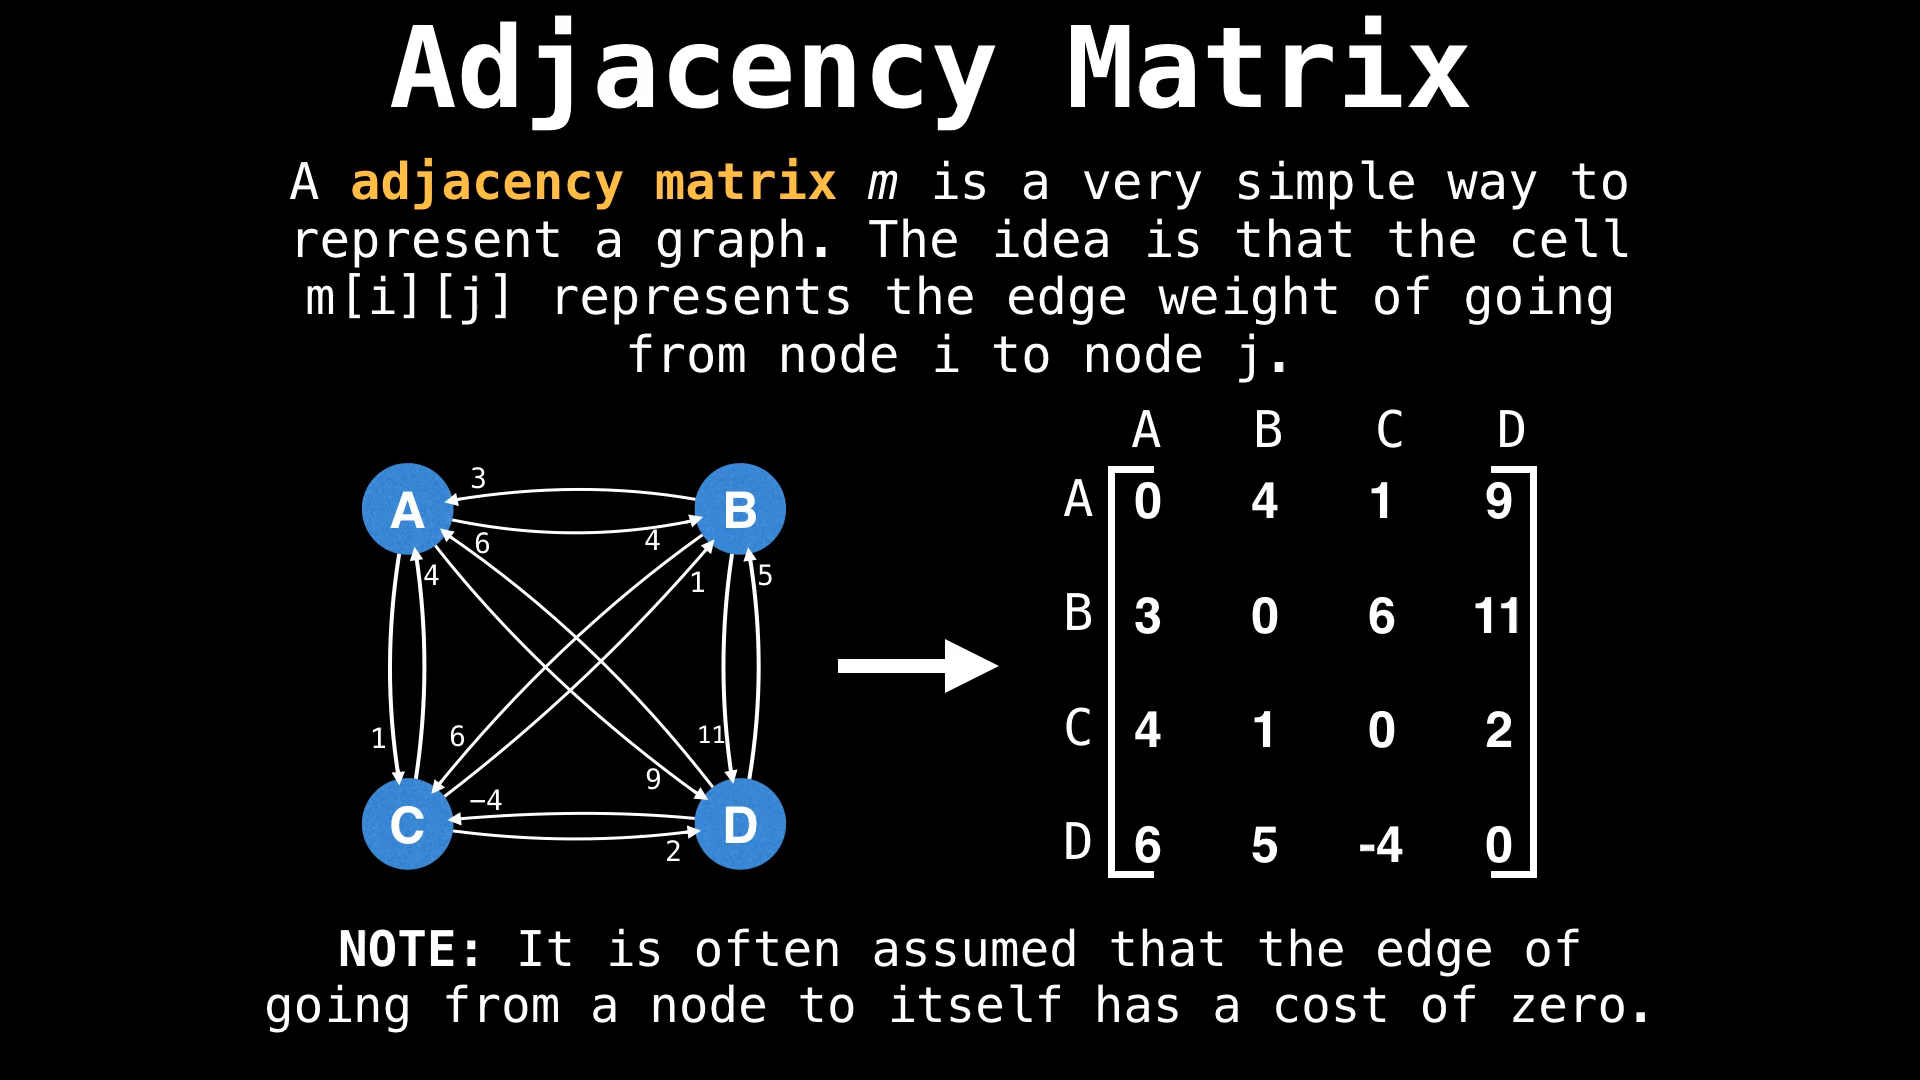 Adjacency Matrix
A adjacency matrix m is a very simple way to
represent a graph. The idea is that the cell
m[i][j] represents the edge weight of going
from node i to node j.
A B C D
A 0 4 1 9
B 3 0 6 11
C 4 1 0 2
D 6 5 -4 0
A 3 B
6 4
4 1 5
1 6 11
9
C −4 D
2
NOTE: It is often assumed that the edge of
going from a node to itself has a cost of zero.